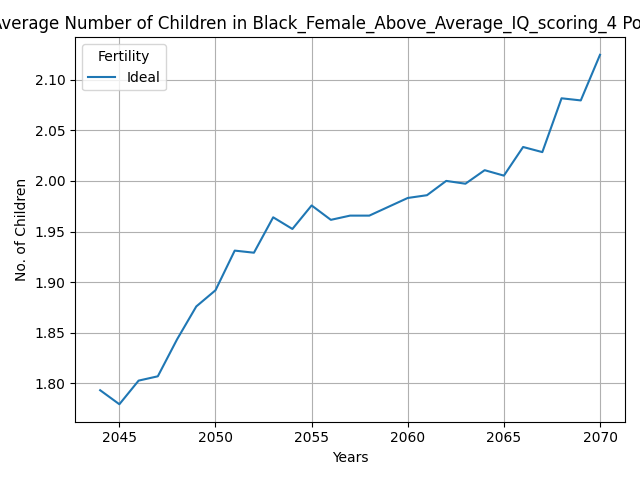 Average Number of Children in Black_Female_Above_Average_IQ_scoring_4 Po
Fertility
Ideal
No. of Children
2.10
2.05
2.00
1.95
1.90
1.85
1.80
2045 2050 2055 2060 2065 2070
Years